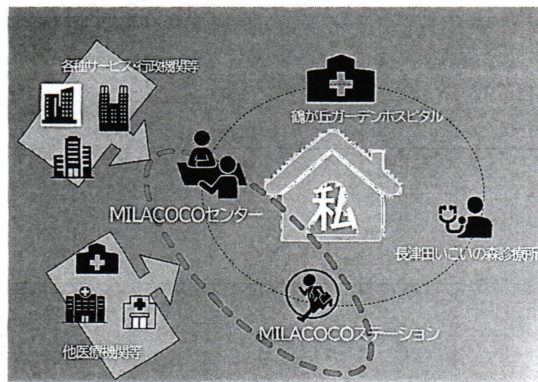 各種サービス・行政機関等
鶴が丘ガーデンホスピタル
私
MILACOCOセンター
長津田いこいの森診療所
MILACOCOステーション
他医療機関等